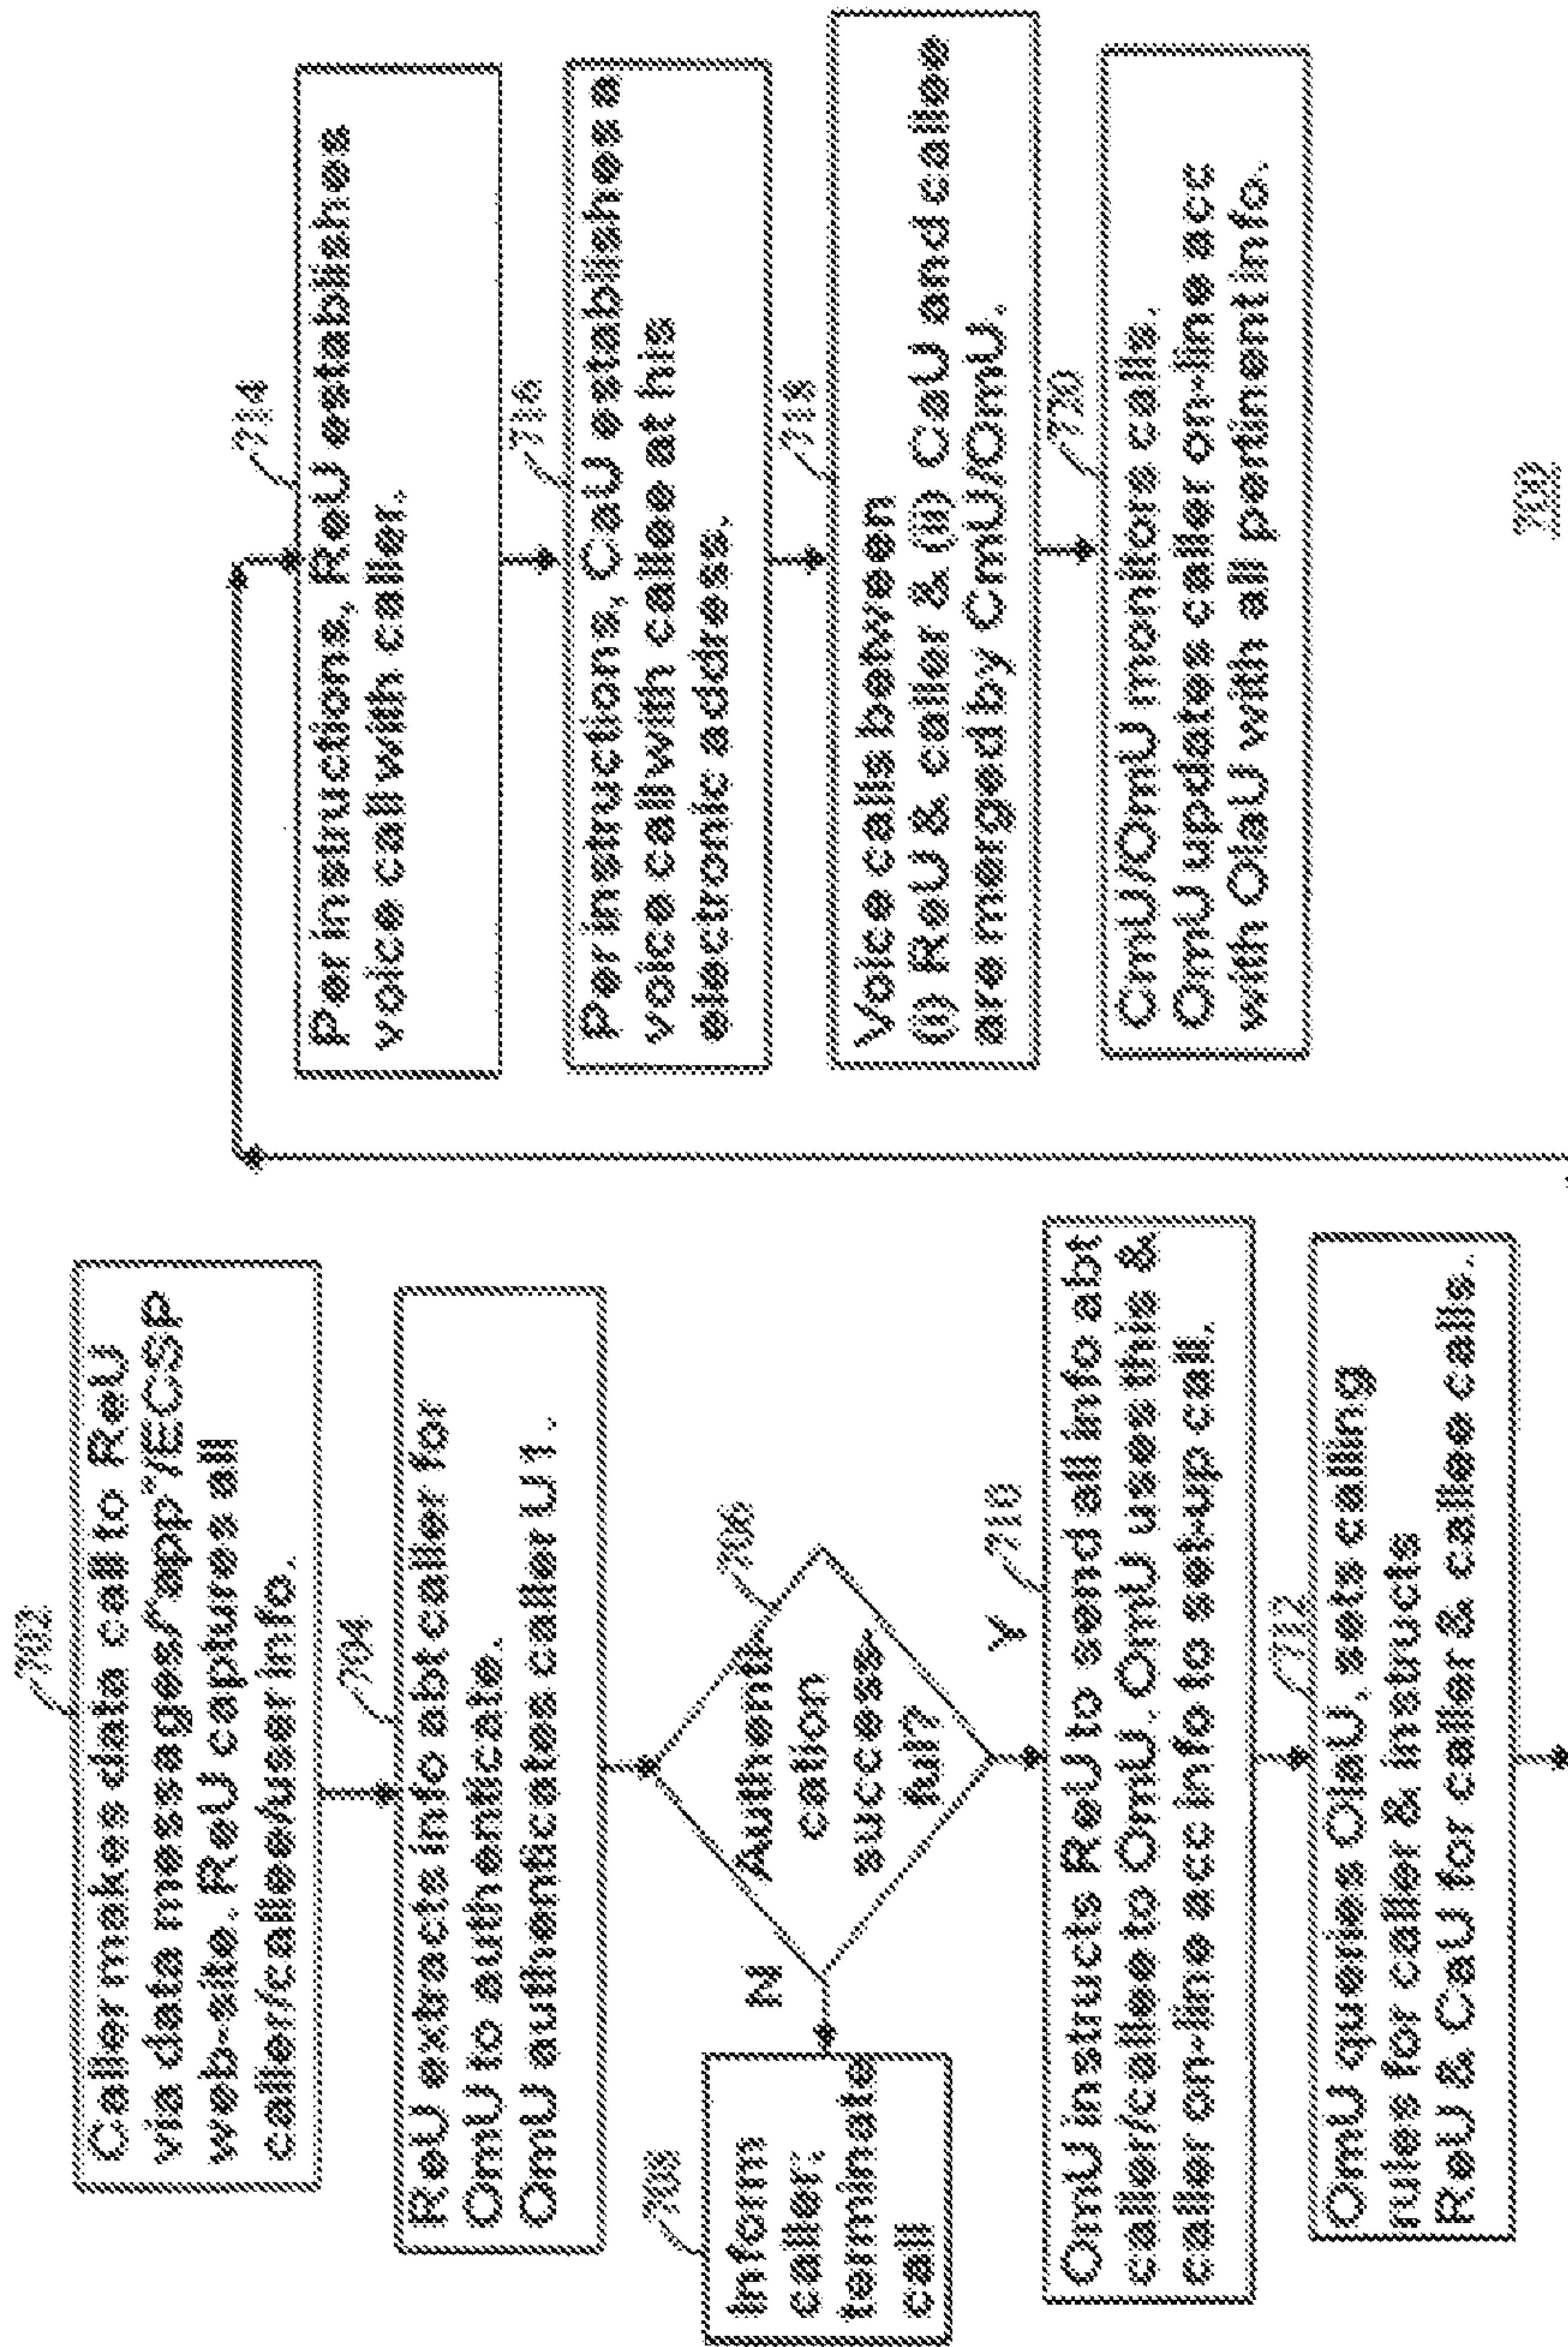 702
Caller makes data call to ReU
via data messages/"app"/ECSP
web-site. ReU captures all
caller/callee/user info.
704
ReU extracts info abt caller for
OmU to authenticate.
OmU authenticates caller U1.
706
Authenti
cation
success
ful?
N
Y
708
Inform
caller;
terminate
call
710
OmU instructs ReU to send all info abt
caller/callee to OmU. OmU uses this &
caller on-line acc info to set-up call.
712
OmU queries OlaU, sets calling
rules for caller & instructs
ReU & CaU for caller & callee calls.
714
Per instructions, ReU establishes
voice call with caller.
716
Per instructions, CaU establishes a
voice call with callee at his
electronic address.
718
Voice calls between
(i) ReU & caller & (ii) CaU and callee
are merged by CmU/OmU.
720
CmU/OmU monitors calls.
OmU updates caller on-line acc
with OlaU with all pertinent info.
700